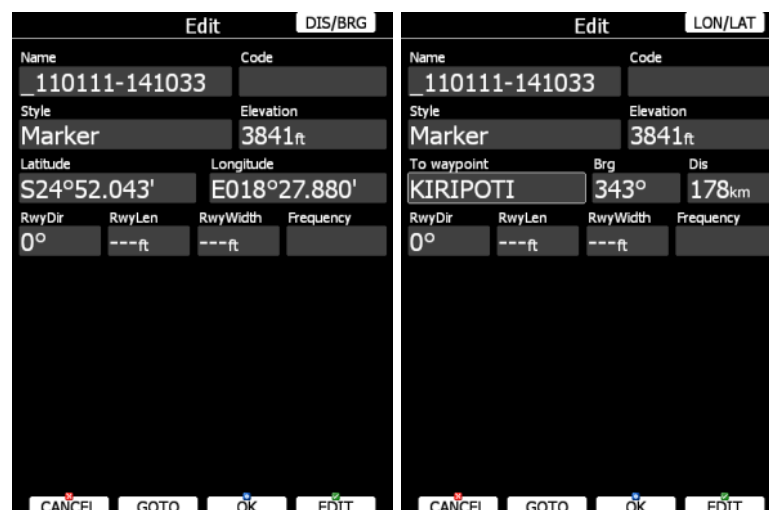 Edit
DIS/BRG
Name
Code
_110111-141033
Style
Elevation
Marker
3841ft
Latitude
Longitude
S24°52.043'
E018°27.880'
RwyDir
RwyLen
RwyWidth
Frequency
0°
---ft
---ft
CANCEL
GOTO
OK
EDIT
Edit
LON/LAT
Name
Code
_110111-141033
Style
Elevation
Marker
3841ft
To waypoint
Brg
Dis
KIRIPOTI
343°
178km
RwyDir
RwyLen
RwyWidth
Frequency
0°
---ft
---ft
CANCEL
GOTO
OK
EDIT